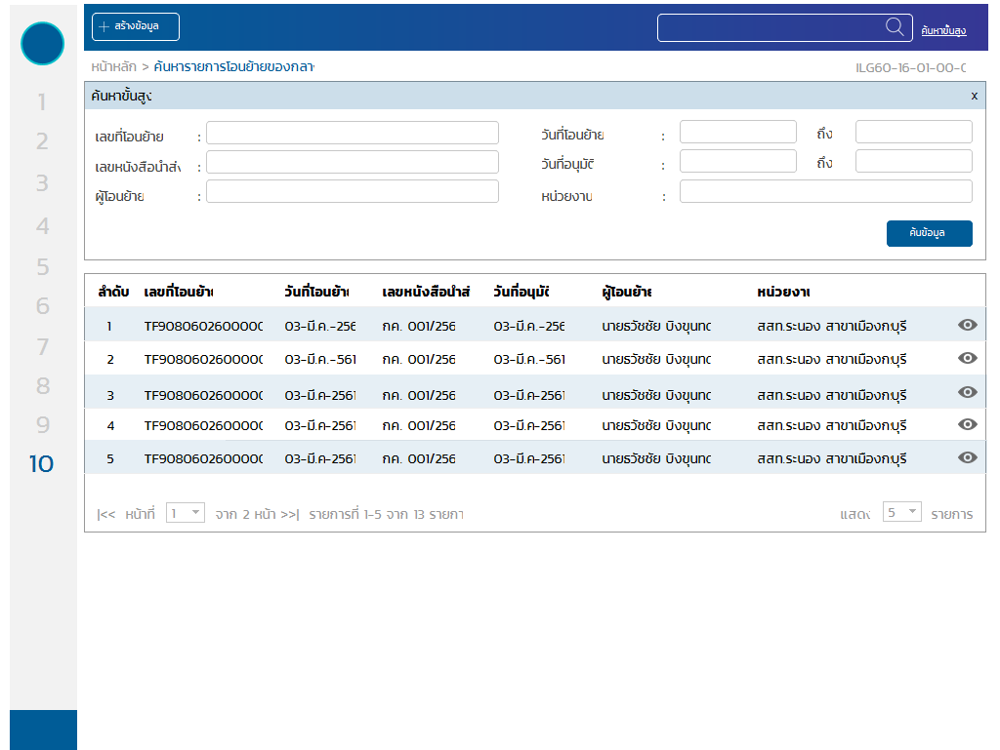 + สร้างข้อมูล
ค้นหาขั้นสูง
หน้าหลัก > ค้นหารายการโอนย้ายของกลา
ILG60-16-01-00-0
ค้นหาขั้นสูง x
เลขที่โอนย้าย : วันที่โอนย้าย : ถึง
เลขหนังสือนำส่ง : วันที่อนุมัติ : ถึง
ผู้โอนย้าย : หน่วยงาน :
ค้นข้อมูล
ลำดับ เลขที่โอนย้าย วันที่โอนย้าย เลขหนังสือนำส่ วันที่อนุมัติ ผู้โอนย้าย หน่วยงาน
1 TF9080602600000 03-มี.ค.-256 กค. 001/256 03-มี.ค.-256 นายธวัชชัย บิงขุนทด สสท.ระนอง สาขาเมืองกบุรี
2 TF9080602600000 03-มี.ค.-561 กค. 001/256 03-มี.ค.-561 นายธวัชชัย บิงขุนทด สสท.ระนอง สาขาเมืองกบุรี
3 TF9080602600000 03-มี.ค-2561 กค. 001/256 03-มี.ค-2561 นายธวัชชัย บิงขุนทด สสท.ระนอง สาขาเมืองกบุรี
4 TF9080602600000 03-มี.ค-2561 กค. 001/256 03-มี.ค-2561 นายธวัชชัย บิงขุนทด สสท.ระนอง สาขาเมืองกบุรี
5 TF9080602600000 03-มี.ค-2561 กค. 001/256 03-มี.ค-2561 นายธวัชชัย บิงขุนทด สสท.ระนอง สาขาเมืองกบุรี
|<< หน้าที่ 1 จาก 2 หน้า >>| รายการที่ 1-5 จาก 13 รายกา
แสดง 5 รายการ
1
2
3
4
5
6
7
8
9
10